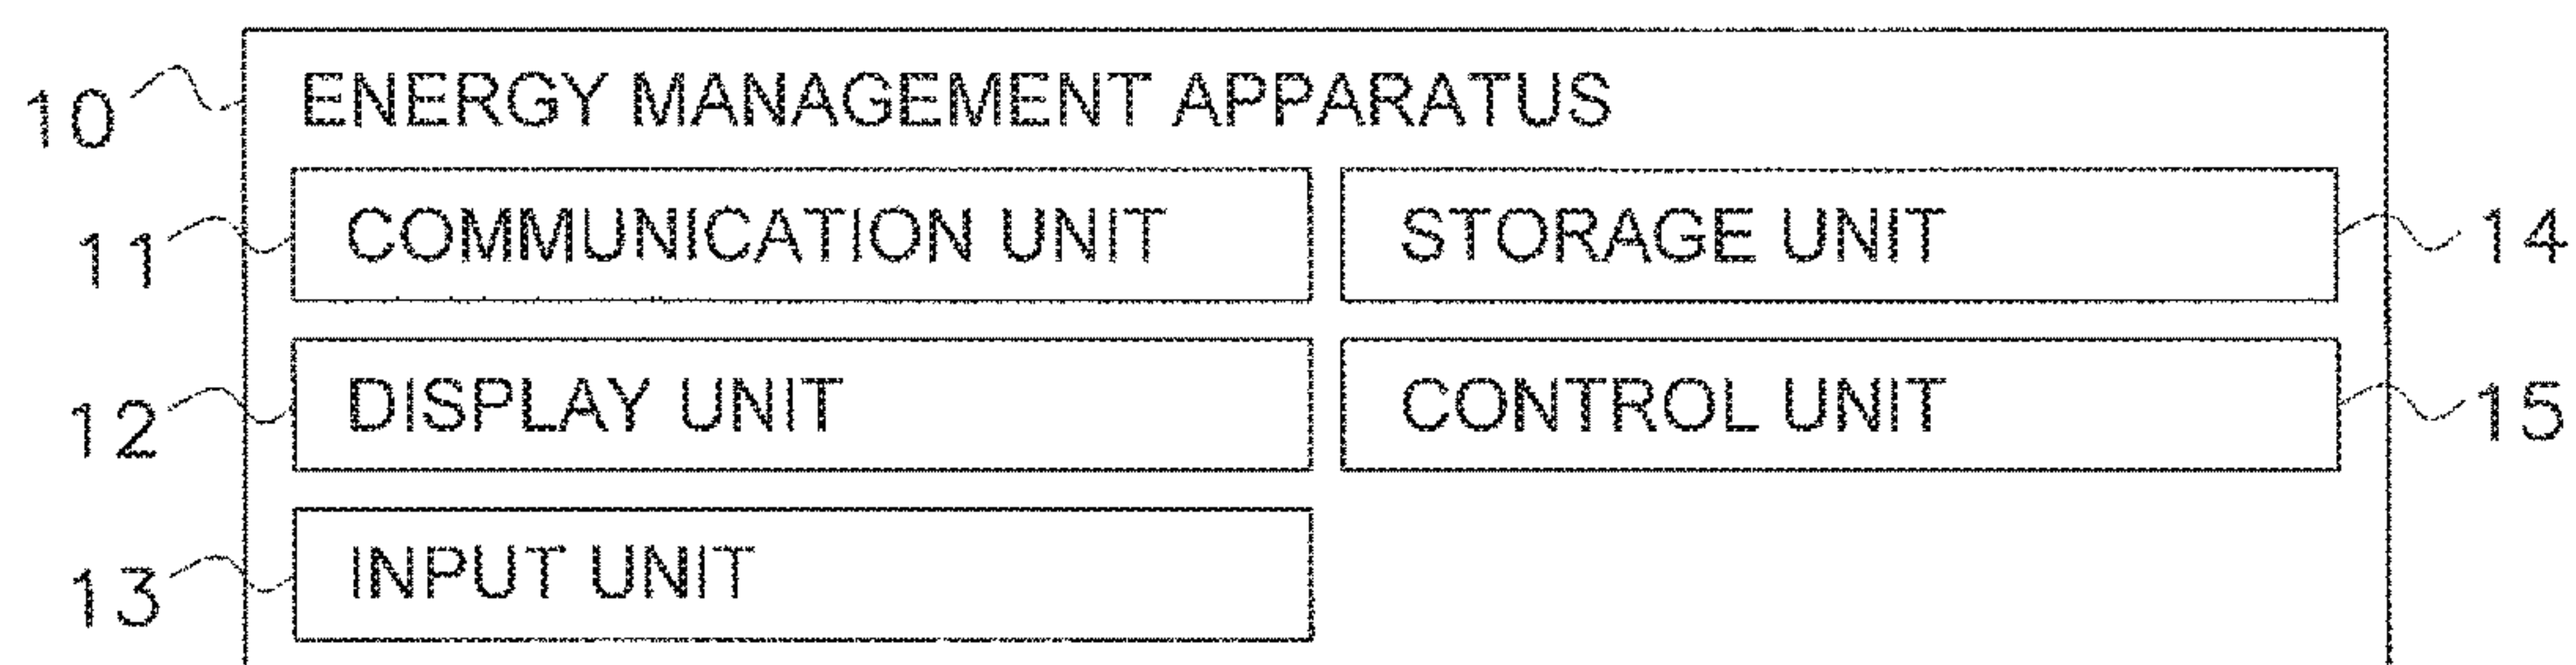 10 ENERGY MANAGEMENT APPARATUS
11 COMMUNICATION UNIT STORAGE UNIT 14
12 DISPLAY UNIT CONTROL UNIT 15
13 INPUT UNIT